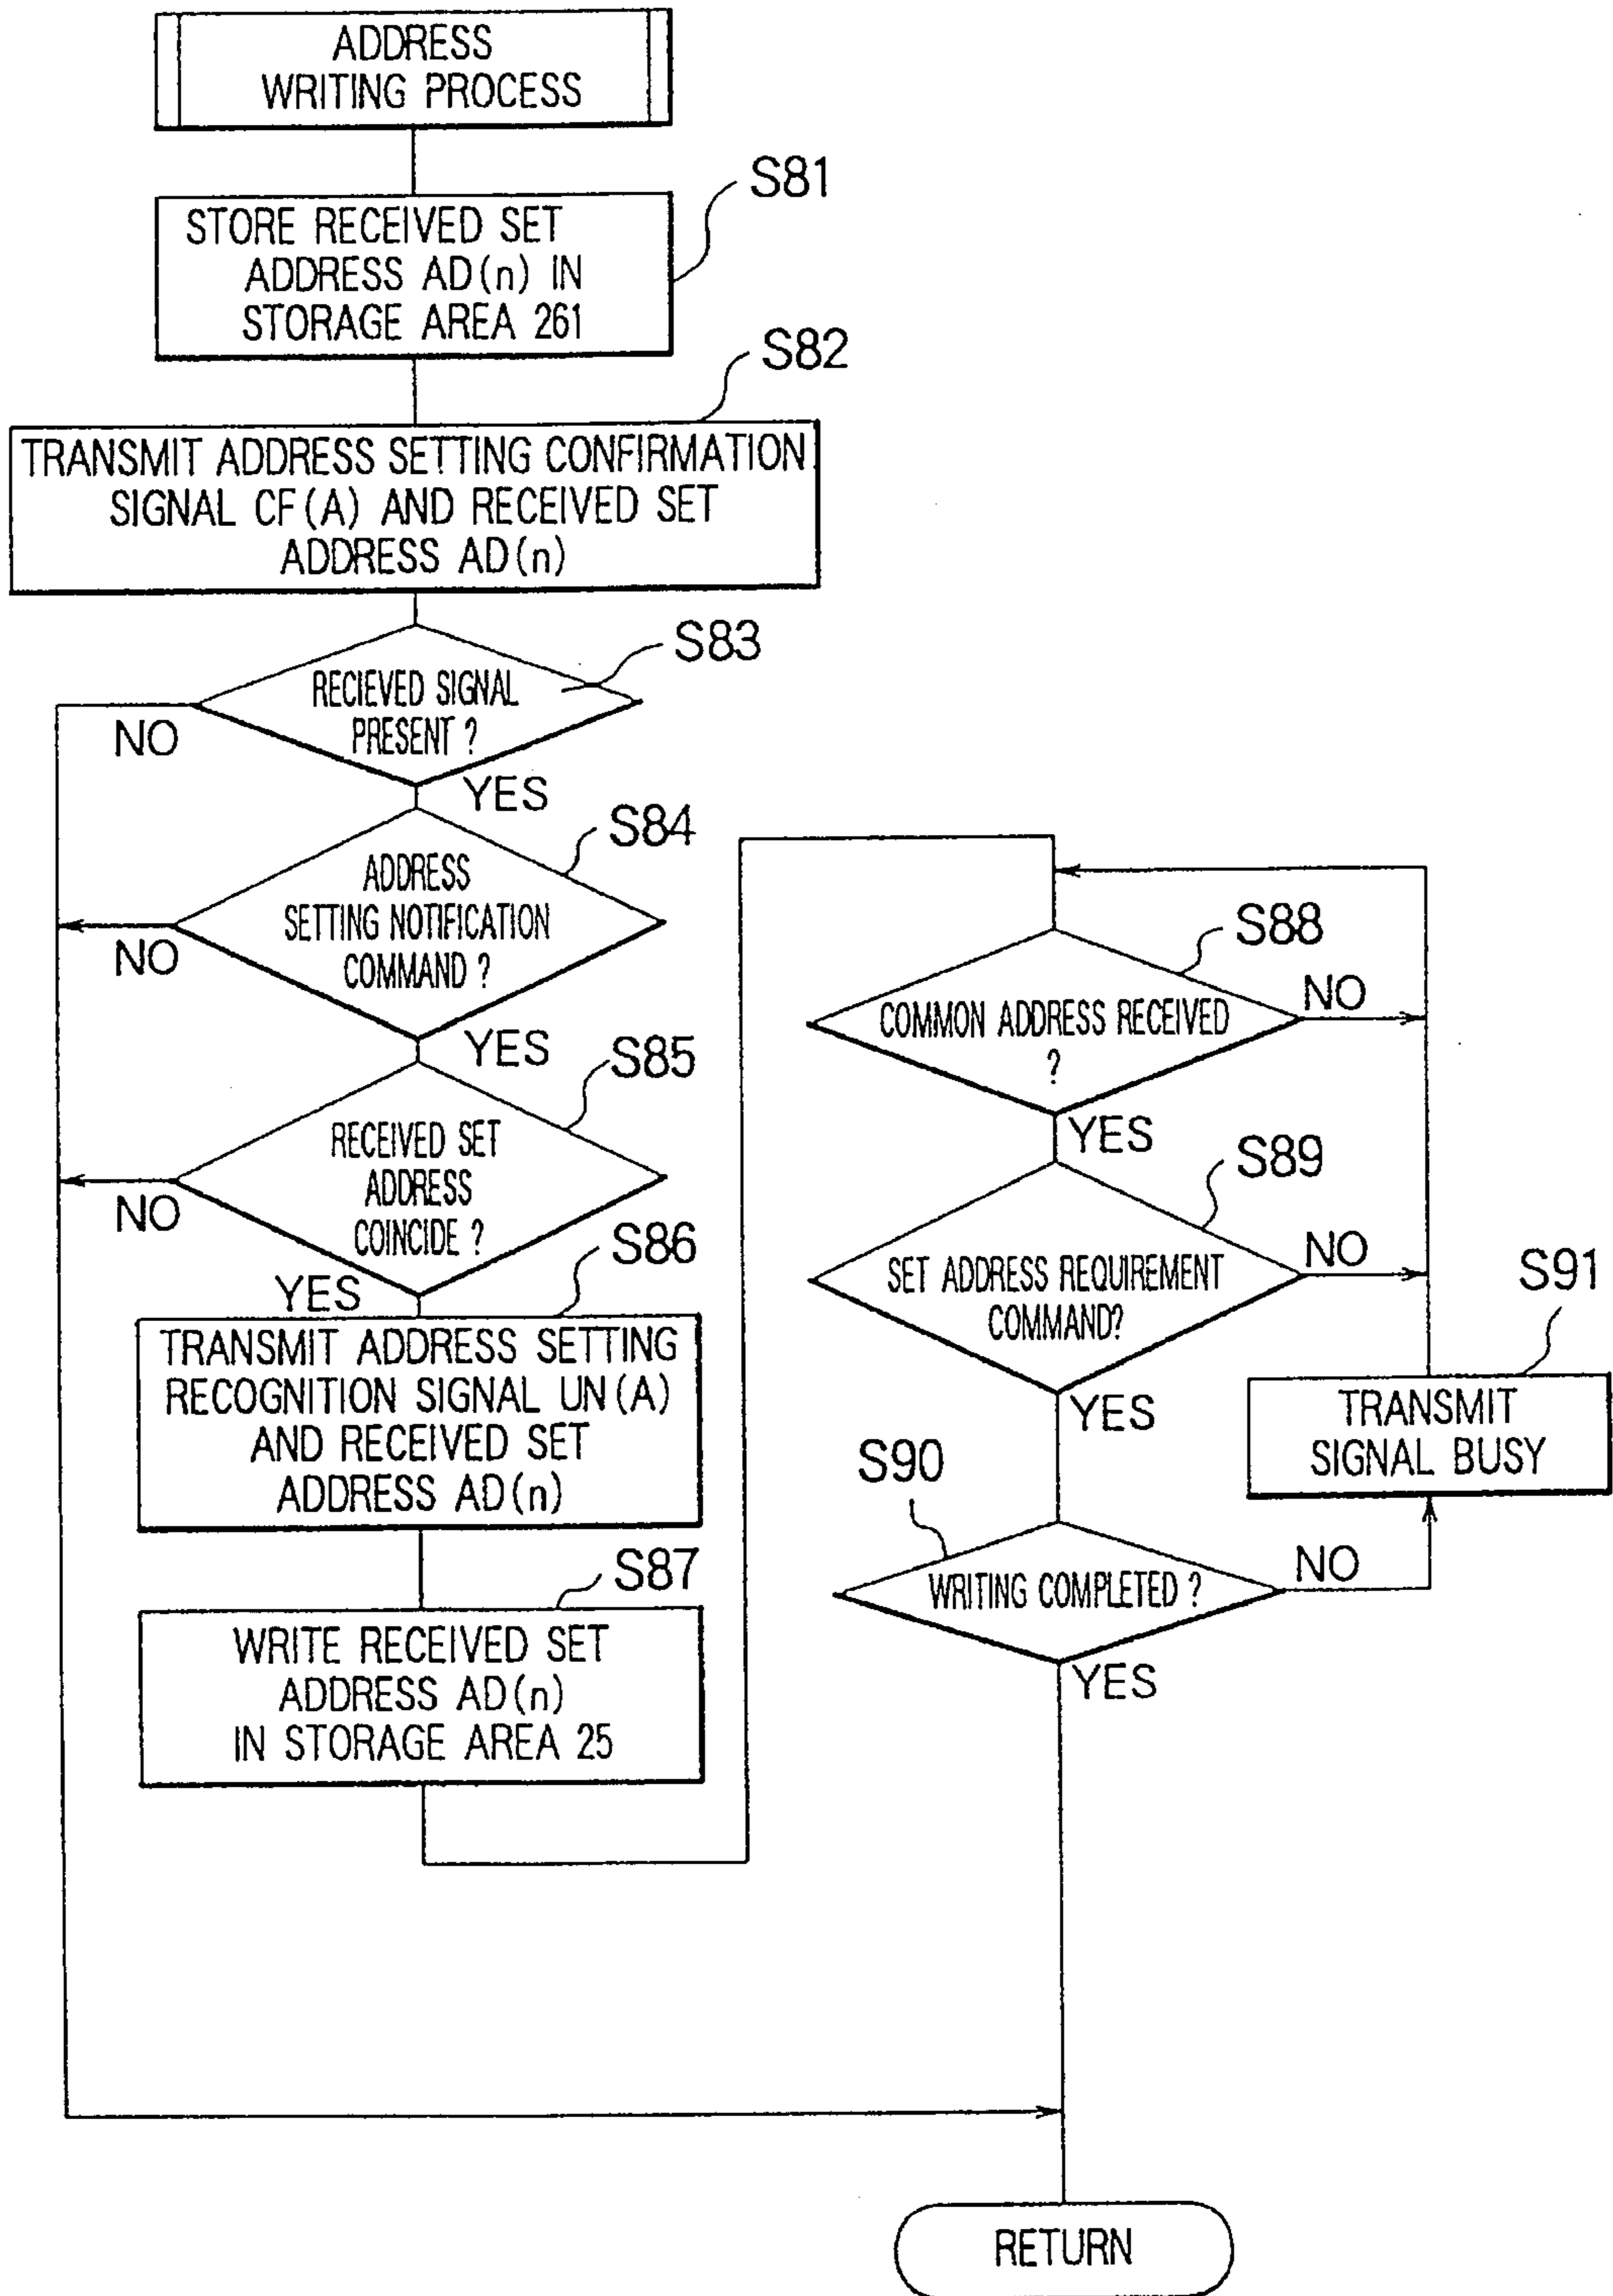 ADDRESS
WRITING PROCESS
S81
STORE RECEIVED SET
ADDRESS AD(n) IN
STORAGE AREA 261
S82
TRANSMIT ADDRESS SETTING CONFIRMATION
SIGNAL CF(A) AND RECEIVED SET
ADDRESS AD(n)
S83
RECIEVED SIGNAL
PRESENT ?
NO
YES
S84
ADDRESS
SETTING NOTIFICATION
COMMAND ?
NO
YES
S85
RECEIVED SET
ADDRESS
COINCIDE ?
NO
YES
S86
TRANSMIT ADDRESS SETTING
RECOGNITION SIGNAL UN(A)
AND RECEIVED SET
ADDRESS AD(n)
S87
WRITE RECEIVED SET
ADDRESS AD(n)
IN STORAGE AREA 25
S88
COMMON ADDRESS RECEIVED
?
NO
YES
S89
SET ADDRESS REQUIREMENT
COMMAND?
NO
YES
S90
WRITING COMPLETED ?
NO
YES
S91
TRANSMIT
SIGNAL BUSY
RETURN